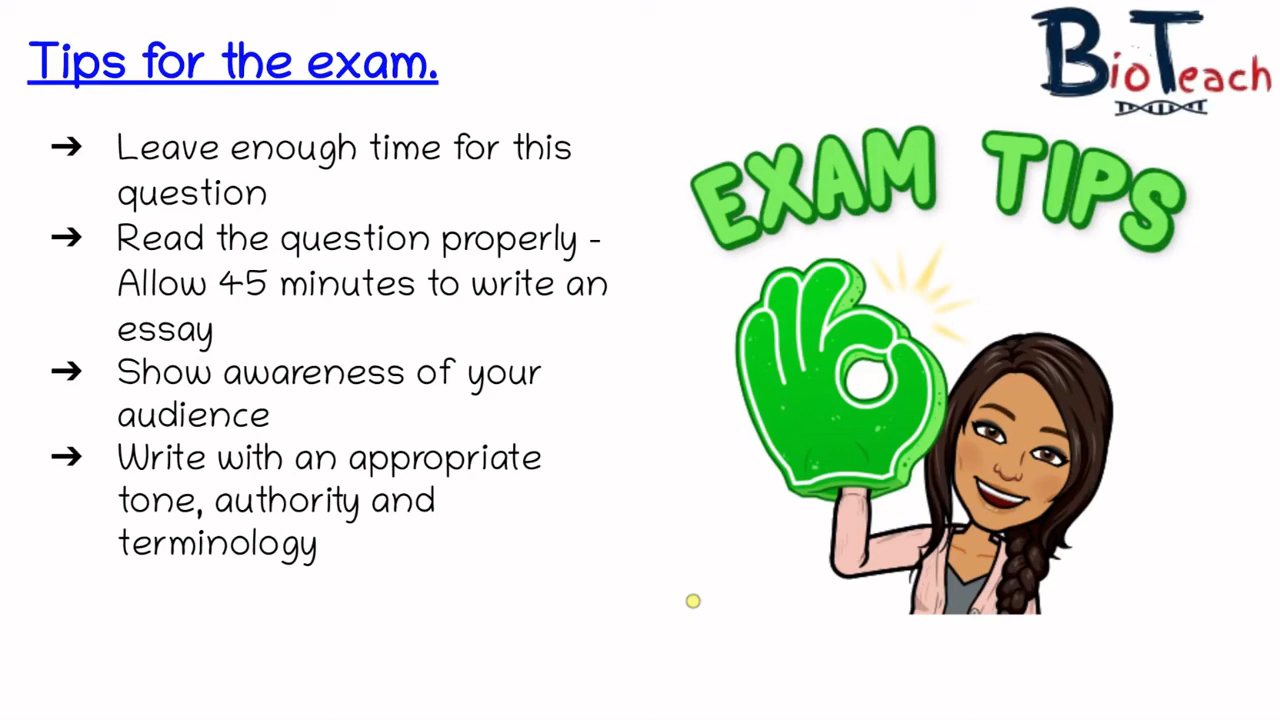 Tips for the exam.
BioTeach
➔ Leave enough time for this
question
➔ Read the question properly -
Allow 45 minutes to write an
essay
➔ Show awareness of your
audience
➔ Write with an appropriate
tone, authority and
terminology
EXAM TIPS